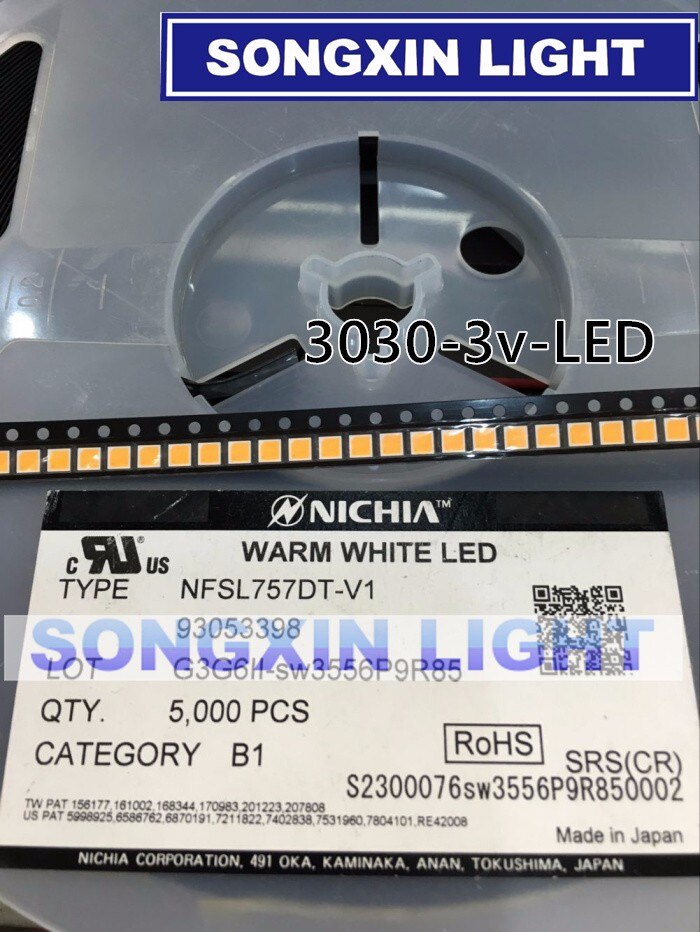 SONGXIN LIGHT
3030-3v-LED
NICHIA™
C RU US
WARM WHITE LED
TYPE NFSL757DT-V1
93053398
SONGXIN LIGHT
LOT G3G6II-sw3556P9R85
QTY. 5,000 PCS
CATEGORY B1
RoHS SRS(CR)
S2300076sw3556P9R850002
TW PAT 156177,161002,168344,170983,201223,207808
US PAT 5998925,6586762,6870191,7211822,7402838,7531960,7804101,RE42008
Made in Japan
NICHIA CORPORATION, 491 OKA, KAMINAKA, ANAN, TOKUSHIMA, JAPAN